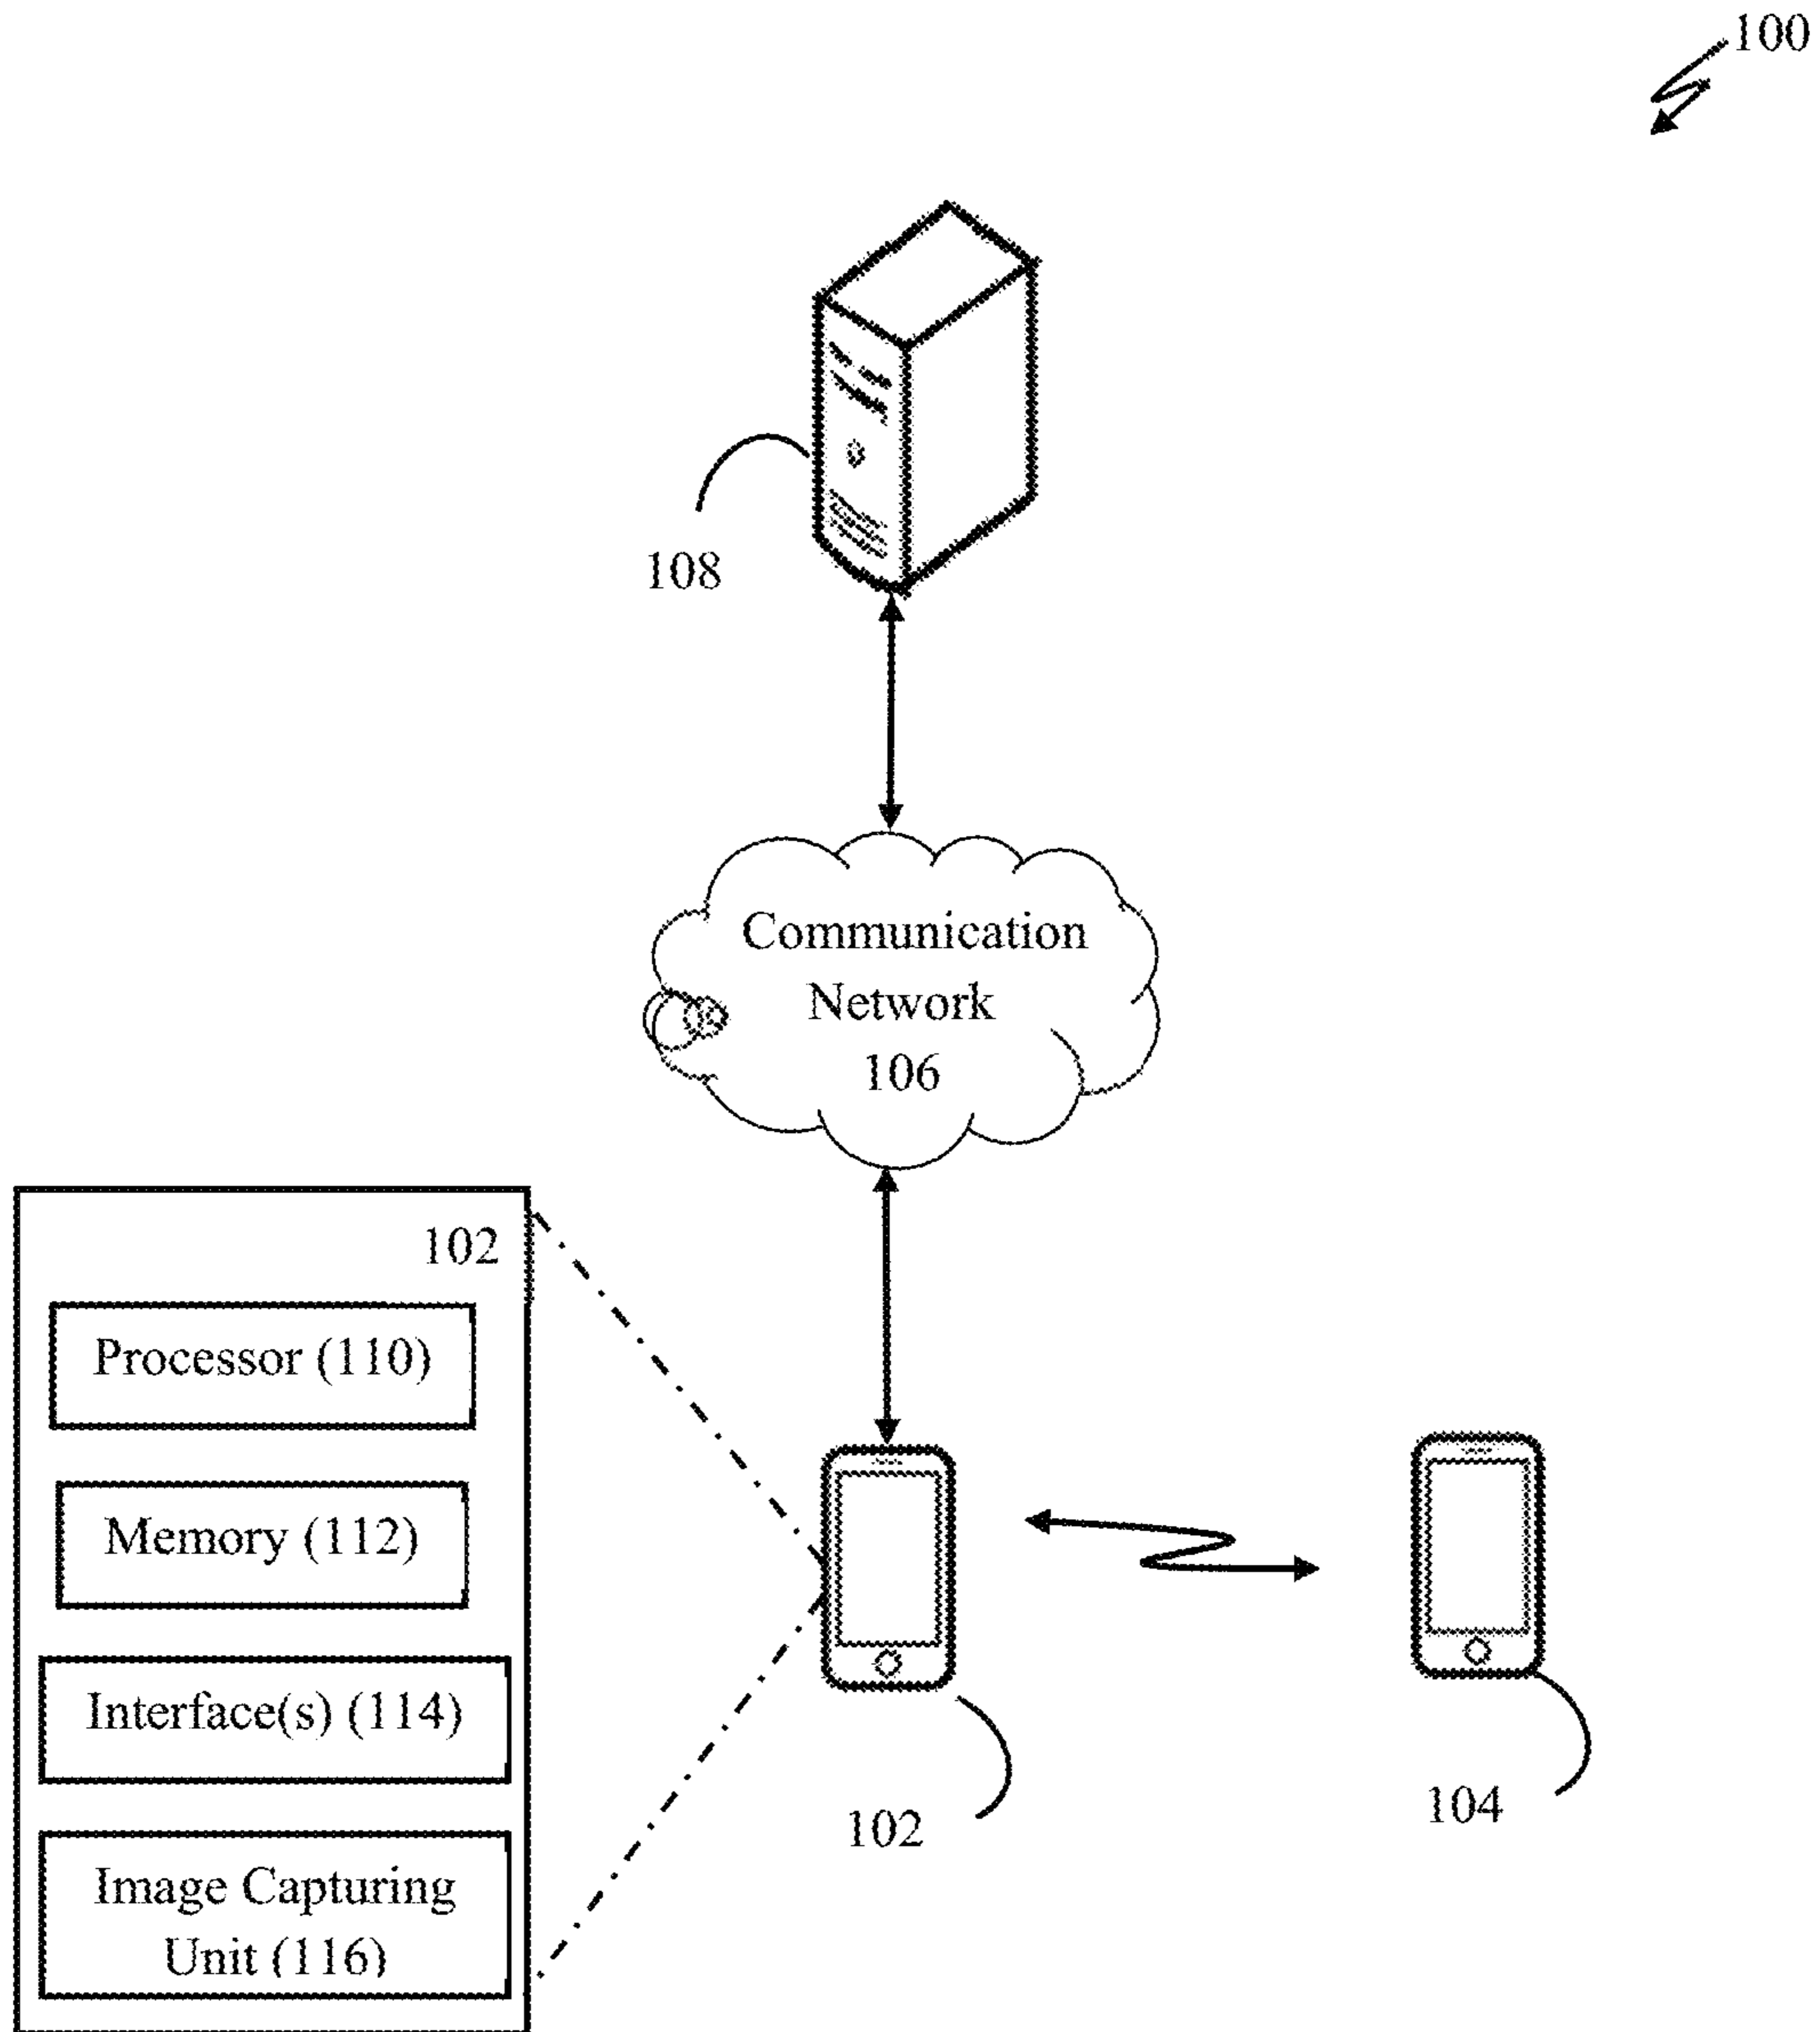 100
108
Communication
Network
106
102
Processor (110)
Memory (112)
Interface(s) (114)
Image Capturing
Unit (116)
102
104